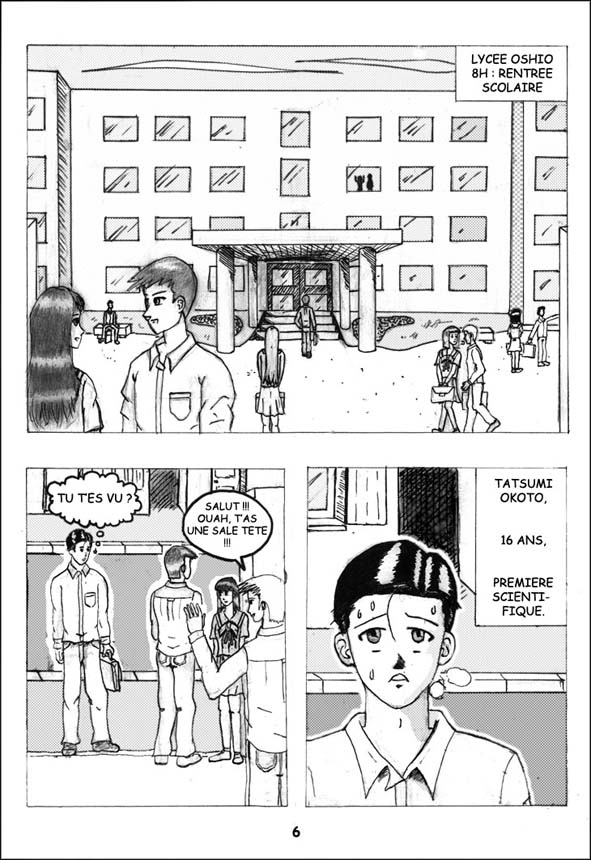 LYCEE OSHIO
8H : RENTREE
SCOLAIRE
TU T'ES VU ?
SALUT !!!
OUAH, T'AS
UNE SALE TETE
!!!
TATSUMI
OKOTO,
16 ANS,
PREMIERE
SCIENTI-
FIQUE.
6